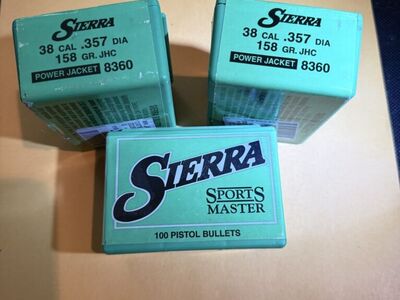 SIERRA
38 CAL .357 DIA
158 GR. JHC
POWER JACKET 8360
SIERRA
38 CAL .357 DIA
158 GR. JHC
POWER JACKET 8360
SIERRA
SPORTS
MASTER
100 PISTOL BULLETS